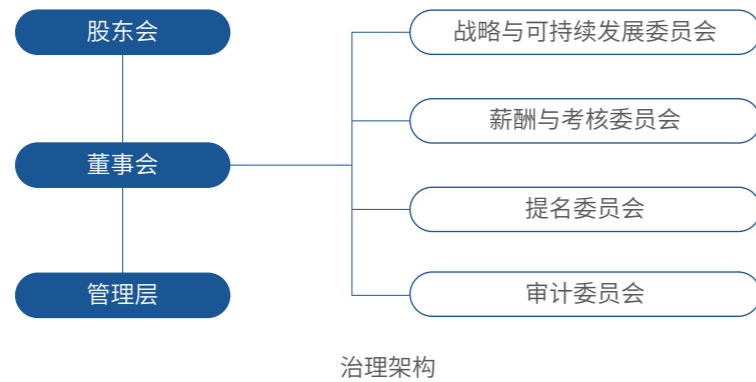 股东会
战略与可持续发展委员会
薪酬与考核委员会
董事会
提名委员会
管理层
审计委员会
治理架构